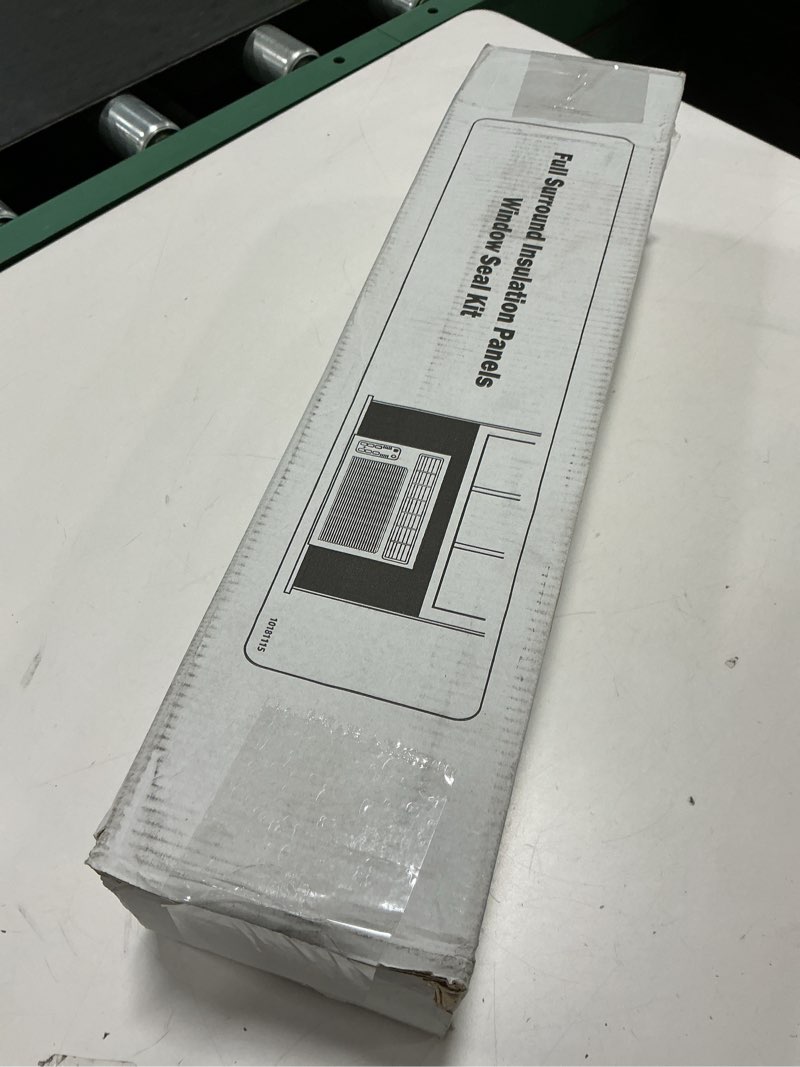 Full Surround Insulation Panels
Window Seal Kit
10181115